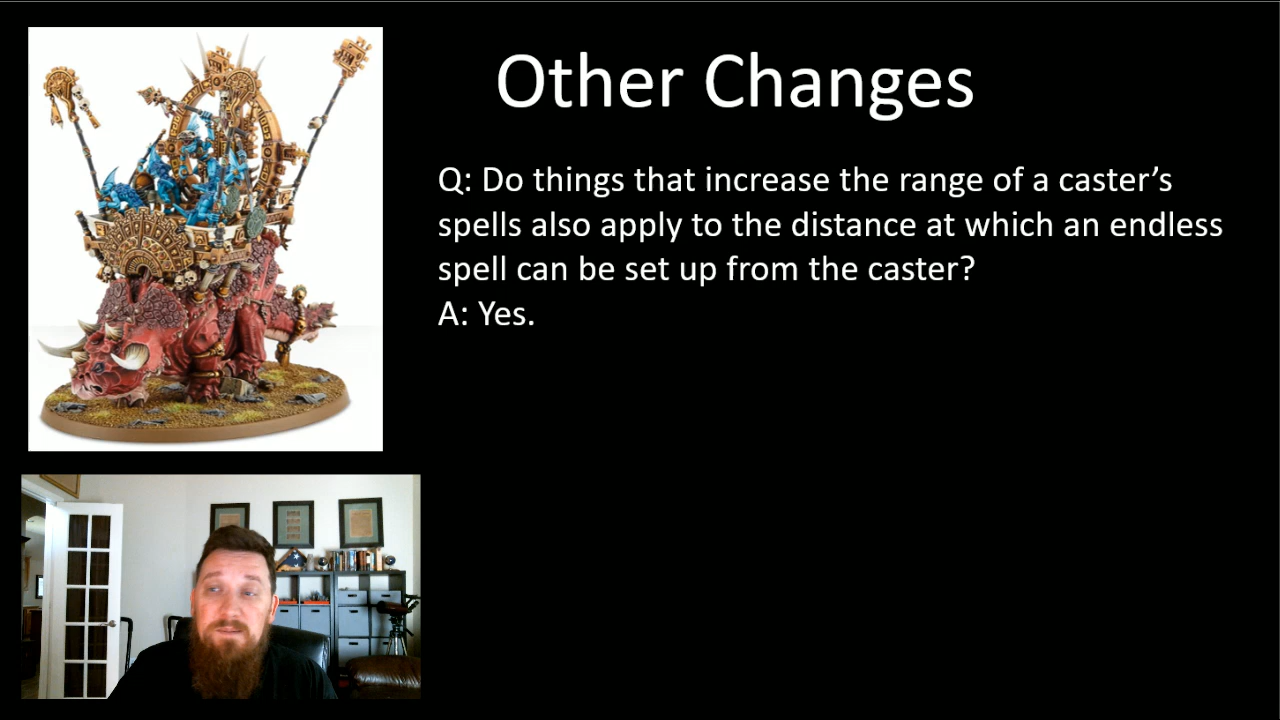 Other Changes
Q: Do things that increase the range of a caster’s
spells also apply to the distance at which an endless
spell can be set up from the caster?
A: Yes.